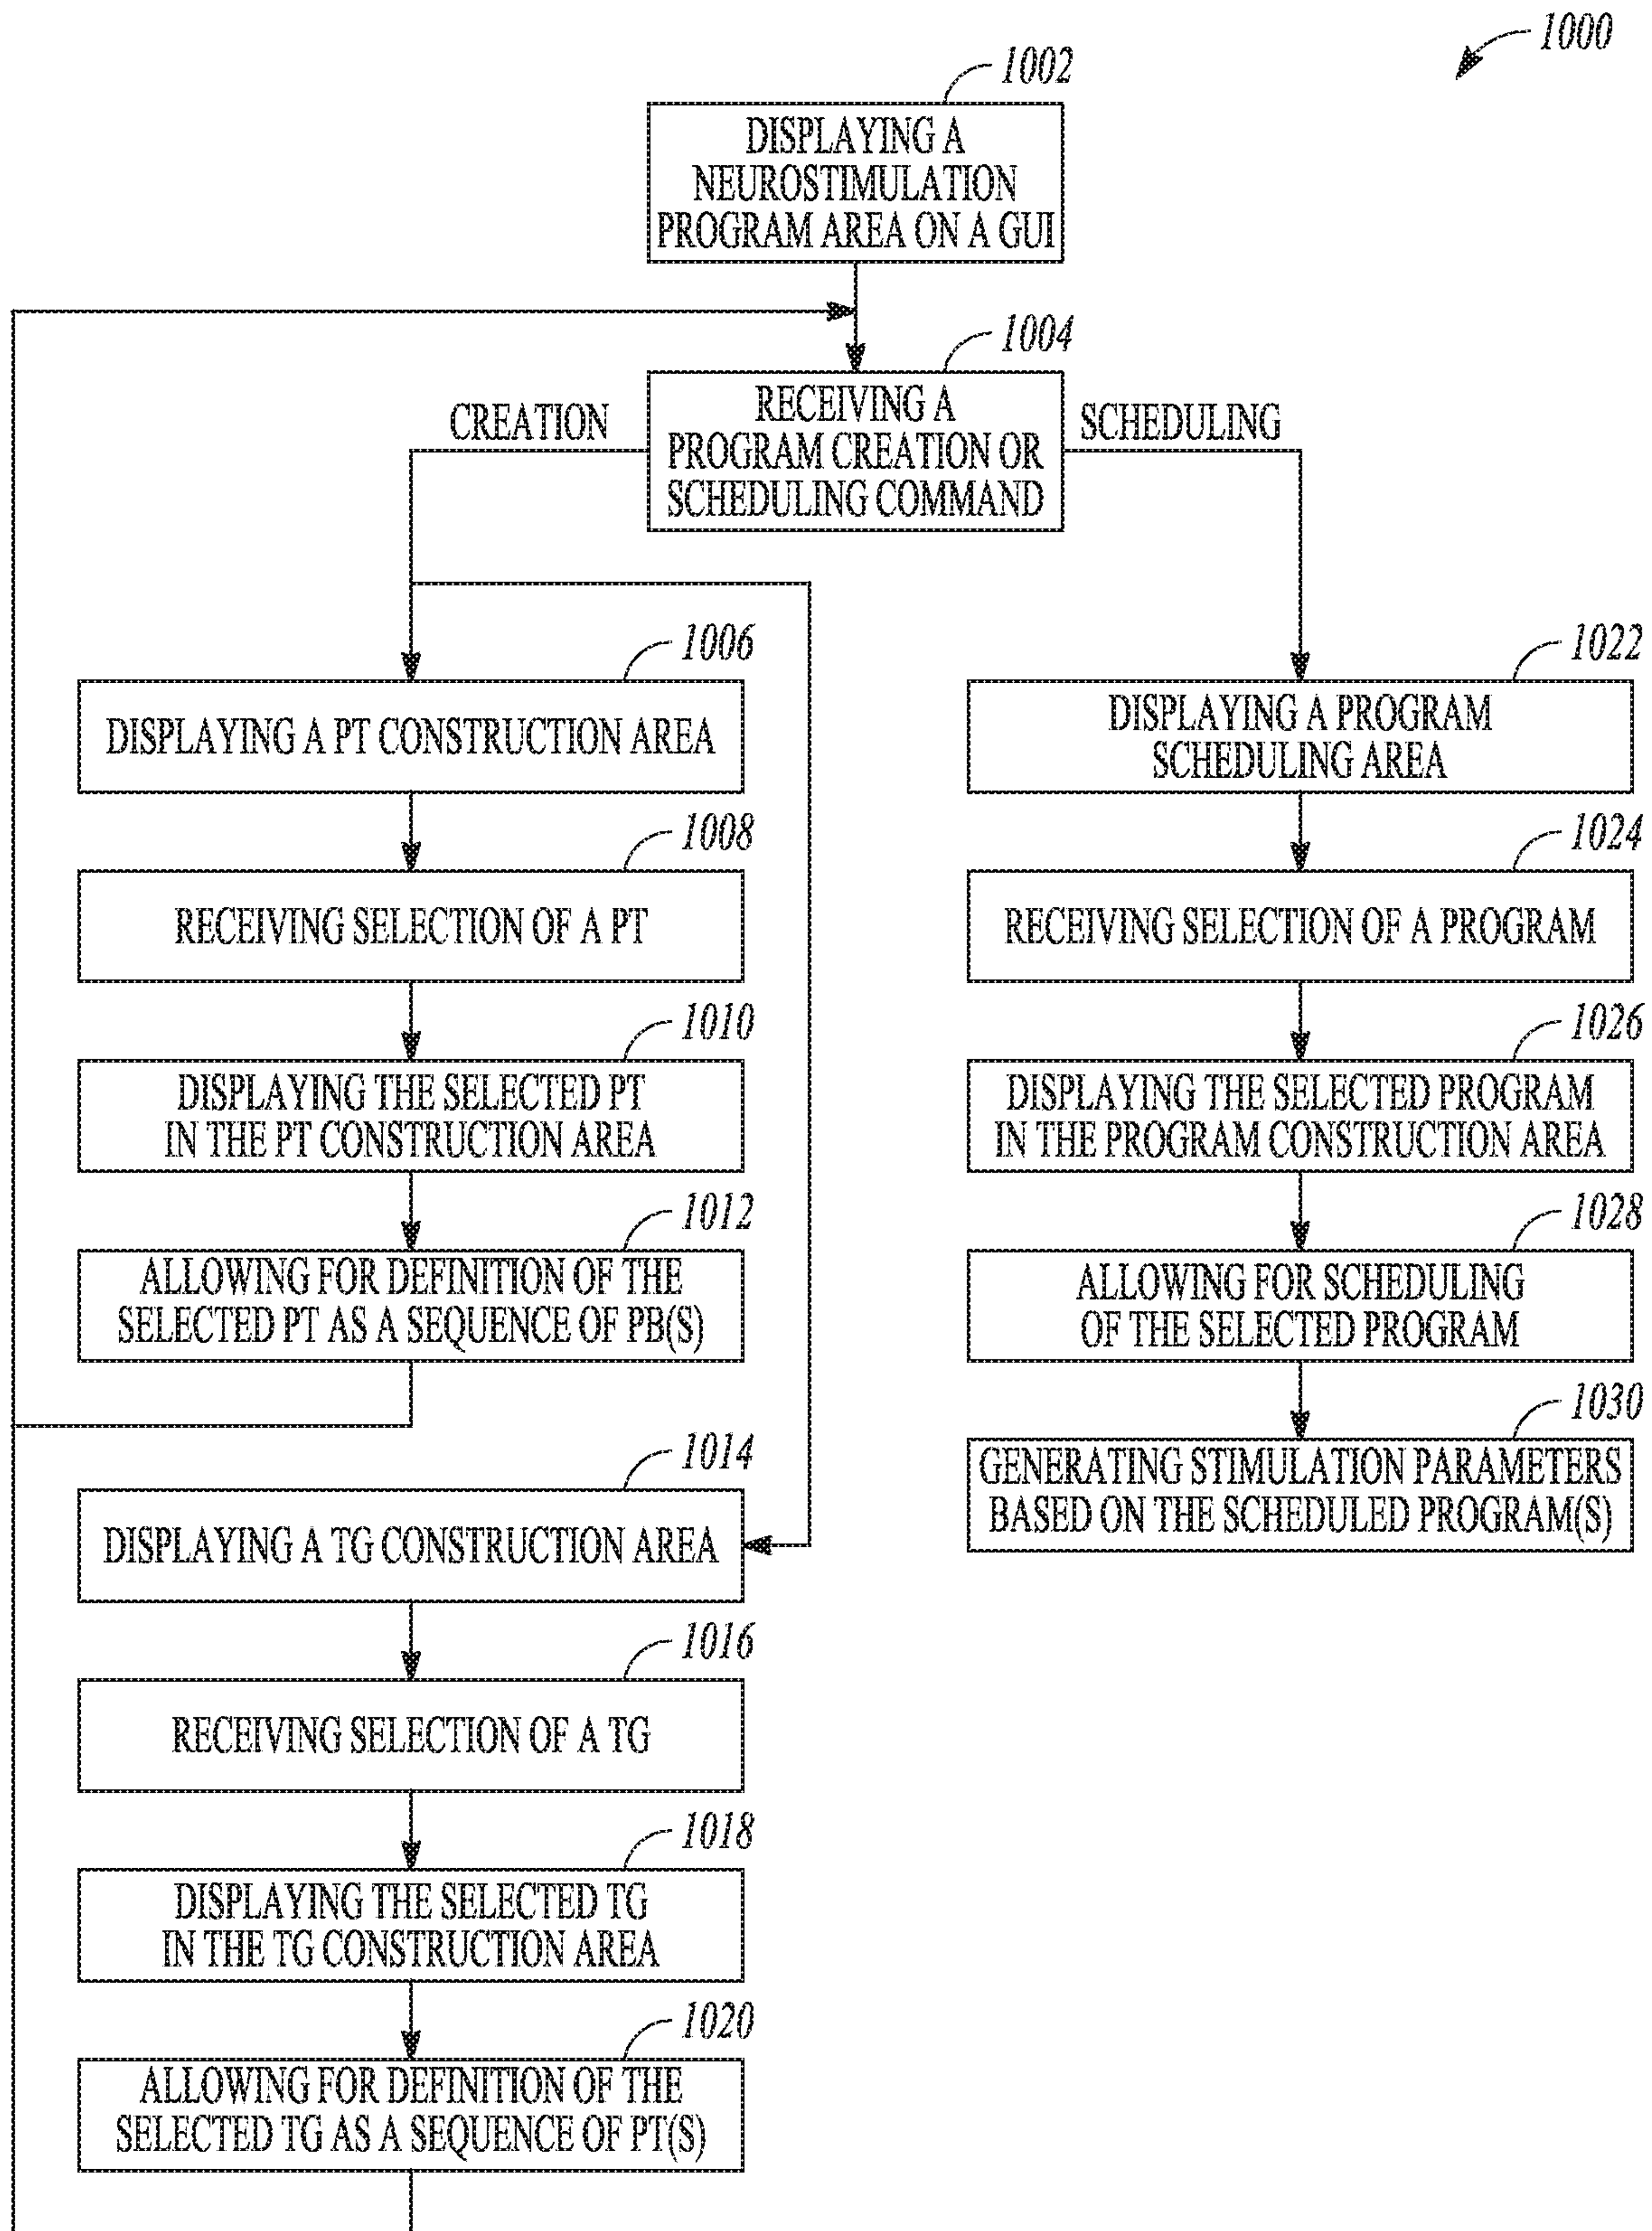 1000
1002
DISPLAYING A
NEUROSTIMULATION
PROGRAM AREA ON A GUI
1004
RECEIVING A
PROGRAM CREATION OR
SCHEDULING COMMAND
CREATION
SCHEDULING
1006
DISPLAYING A PT CONSTRUCTION AREA
1008
RECEIVING SELECTION OF A PT
1010
DISPLAYING THE SELECTED PT
IN THE PT CONSTRUCTION AREA
1012
ALLOWING FOR DEFINITION OF THE
SELECTED PT AS A SEQUENCE OF PB(S)
1014
DISPLAYING A TG CONSTRUCTION AREA
1016
RECEIVING SELECTION OF A TG
1018
DISPLAYING THE SELECTED TG
IN THE TG CONSTRUCTION AREA
1020
ALLOWING FOR DEFINITION OF THE
SELECTED TG AS A SEQUENCE OF PT(S)
1022
DISPLAYING A PROGRAM
SCHEDULING AREA
1024
RECEIVING SELECTION OF A PROGRAM
1026
DISPLAYING THE SELECTED PROGRAM
IN THE PROGRAM CONSTRUCTION AREA
1028
ALLOWING FOR SCHEDULING
OF THE SELECTED PROGRAM
1030
GENERATING STIMULATION PARAMETERS
BASED ON THE SCHEDULED PROGRAM(S)